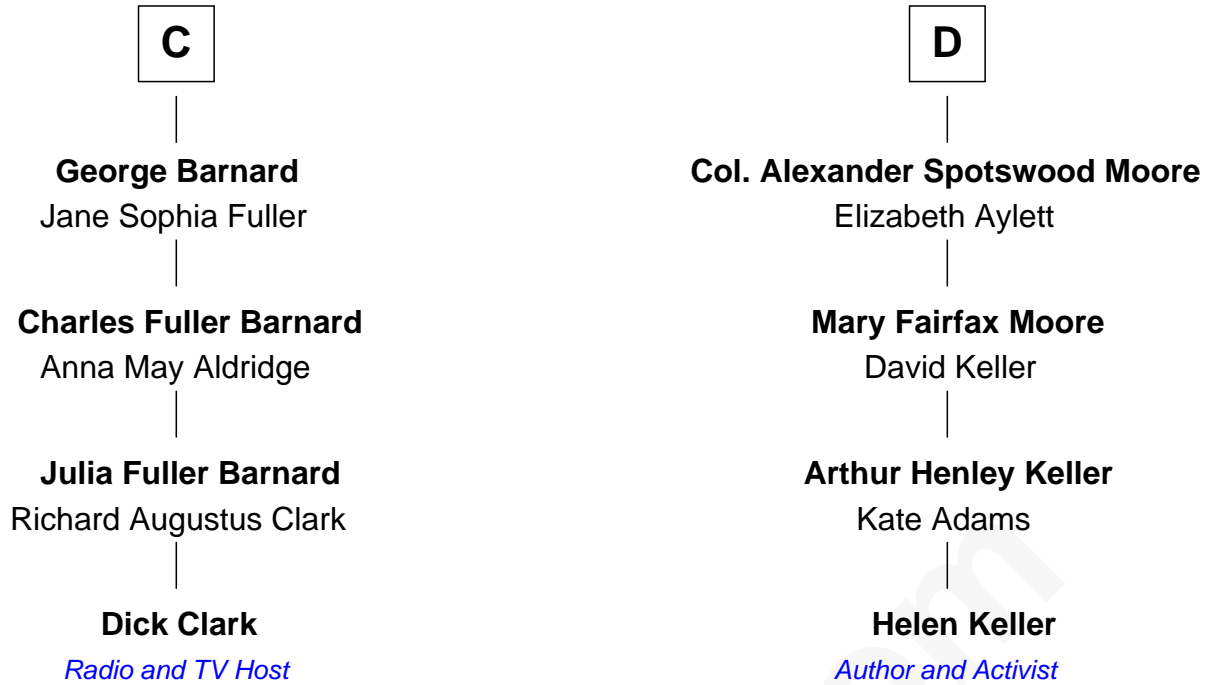 C
George Barnard
Jane Sophia Fuller
Charles Fuller Barnard
Anna May Aldridge
Julia Fuller Barnard
Richard Augustus Clark
Dick Clark
Radio and TV Host
D
Col. Alexander Spotswood Moore
Elizabeth Aylett
Mary Fairfax Moore
David Keller
Arthur Henley Keller
Kate Adams
Helen Keller
Author and Activist